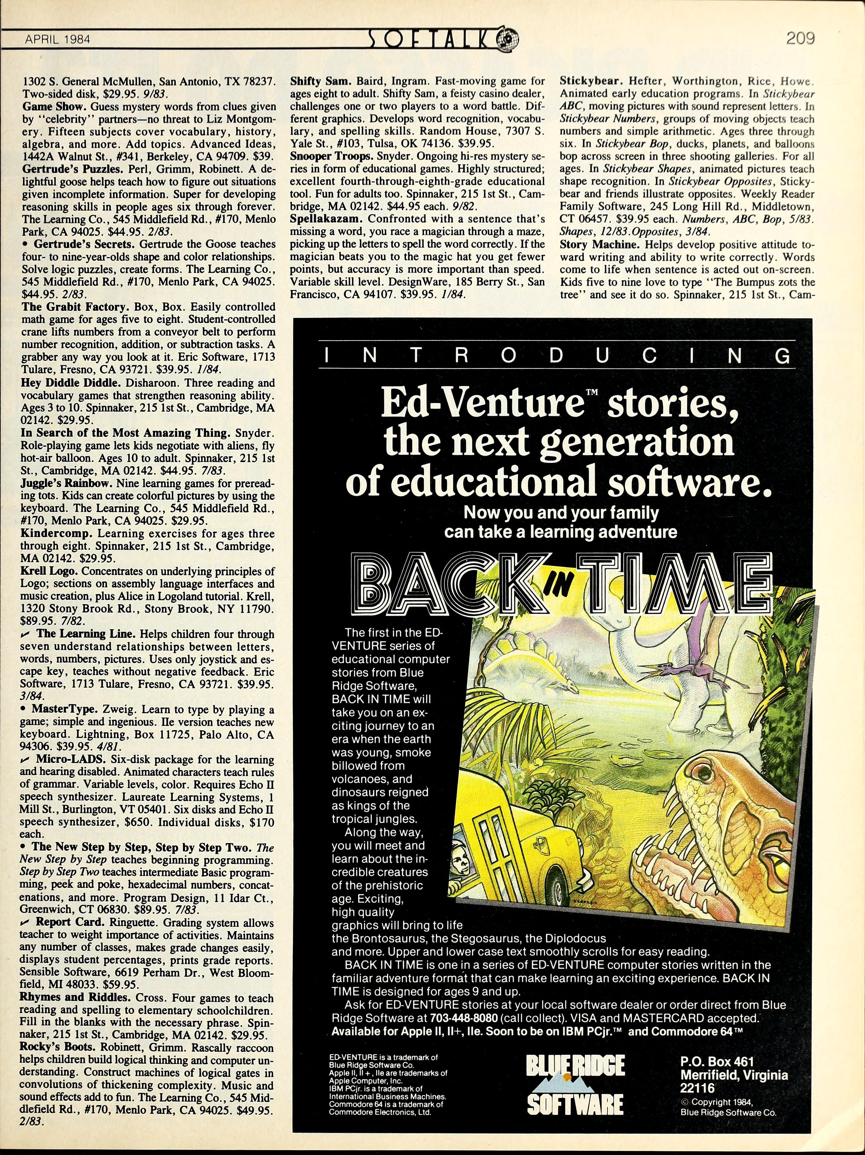 APRIL 1984
SOFTALK
209
1302 S. General McMullen, San Antonio, TX 78237.
Two-sided disk, $29.95. 9/83.
Game Show. Guess mystery words from clues given
by “celebrity” partners—no threat to Liz Montgom-
ery. Fifteen subjects cover vocabulary, history,
algebra, and more. Add topics. Advanced Ideas,
1442A Walnut St., #341, Berkeley, CA 94709. $39.
Gertrude's Puzzles. Perl, Grimm, Robinett. A de-
lightful goose helps teach how to figure out situations
given incomplete information. Super for developing
reasoning skills in people ages six through forever.
The Learning Co., 545 Middlefield Rd., #170, Menlo
Park, CA 94025. $44.95. 2/83.
• Gertrude's Secrets. Gertrude the Goose teaches
four- to nine-year-olds shape and color relationships.
Solve logic puzzles, create forms. The Learning Co.,
545 Middlefield Rd., #170, Menlo Park, CA 94025.
$44.95. 2/83.
The Grabit Factory. Box, Box. Easily controlled
math game for ages five to eight. Student-controlled
crane lifts numbers from a conveyor belt to perform
number recognition, addition, or subtraction tasks. A
grabber any way you look at it. Eric Software, 1713
Tulare, Fresno, CA 93721. $39.95. 1/84.
Hey Diddle Diddle. Disharoon. Three reading and
vocabulary games that strengthen reasoning ability.
Ages 3 to 10. Spinnaker, 215 1st St., Cambridge, MA
02142. $29.95.
In Search of the Most Amazing Thing. Snyder.
Role-playing game lets kids negotiate with aliens, fly
hot-air balloon. Ages 10 to adult. Spinnaker, 215 1st
St., Cambridge, MA 02142. $44.95. 7/83.
Juggle's Rainbow. Nine learning games for preread-
ing tots. Kids can create colorful pictures by using the
keyboard. The Learning Co., 545 Middlefield Rd.,
#170, Menlo Park, CA 94025. $29.95.
Kindercomp. Learning exercises for ages three
through eight. Spinnaker, 215 1st St., Cambridge,
MA 02142. $29.95.
Krell Logo. Concentrates on underlying principles of
Logo; sections on assembly language interfaces and
music creation, plus Alice in Logoland tutorial. Krell,
1320 Stony Brook Rd., Stony Brook, NY 11790.
$89.95. 7/82.
✓ The Learning Line. Helps children four through
seven understand relationships between letters,
words, numbers, pictures. Uses only joystick and es-
cape key, teaches without negative feedback. Eric
Software, 1713 Tulare, Fresno, CA 93721. $39.95.
3/84.
• MasterType. Zweig. Learn to type by playing a
game; simple and ingenious. IIe version teaches new
keyboard. Lightning, Box 11725, Palo Alto, CA
94306. $39.95. 4/81.
✓ Micro-LADS. Six-disk package for the learning
and hearing disabled. Animated characters teach rules
of grammar. Variable levels, color. Requires Echo II
speech synthesizer. Laureate Learning Systems, 1
Mill St., Burlington, VT 05401. Six disks and Echo II
speech synthesizer, $650. Individual disks, $170
each.
• The New Step by Step, Step by Step Two. The
New Step by Step teaches beginning programming.
Step by Step Two teaches intermediate Basic program-
ming, peek and poke, hexadecimal numbers, concat-
enations, and more. Program Design, 11 Idar Ct.,
Greenwich, CT 06830. $89.95. 7/83.
✓ Report Card. Ringuette. Grading system allows
teacher to weight importance of activities. Maintains
any number of classes, makes grade changes easily,
displays student percentages, prints grade reports.
Sensible Software, 6619 Perham Dr., West Bloom-
field, MI 48033. $59.95.
Rhymes and Riddles. Cross. Four games to teach
reading and spelling to elementary schoolchildren.
Fill in the blanks with the necessary phrase. Spin-
naker, 215 1st St., Cambridge, MA 02142. $29.95.
Rocky's Boots. Robinett, Grimm. Rascally raccoon
helps children build logical thinking and computer un-
derstanding. Construct machines of logical gates in
convolutions of thickening complexity. Music and
sound effects add to fun. The Learning Co., 545 Mid-
dlefield Rd., #170, Menlo Park, CA 94025. $49.95.
2/83.
Shifty Sam. Baird, Ingram. Fast-moving game for
ages eight to adult. Shifty Sam, a feisty casino dealer,
challenges one or two players to a word battle. Dif-
ferent graphics. Develops word recognition, vocabu-
lary, and spelling skills. Random House, 7307 S.
Yale St., #103, Tulsa, OK 74136. $39.95.
Snooper Troops. Snyder. Ongoing hi-res mystery se-
ries in form of educational games. Highly structured;
excellent fourth-through-eighth-grade educational
tool. Fun for adults too. Spinnaker, 215 1st St., Cam-
bridge, MA 02142. $44.95 each. 9/82.
Spellakazam. Confronted with a sentence that's
missing a word, you race a magician through a maze,
picking up the letters to spell the word correctly. If the
magician beats you to the magic hat you get fewer
points, but accuracy is more important than speed.
Variable skill level. DesignWare, 185 Berry St., San
Francisco, CA 94107. $39.95. 1/84.
Stickybear. Hefter, Worthington, Rice, Howe.
Animated early education programs. In Stickybear
ABC, moving pictures with sound represent letters. In
Stickybear Numbers, groups of moving objects teach
numbers and simple arithmetic. Ages three through
six. In Stickybear Bop, ducks, planets, and balloons
bop across screen in three shooting galleries. For all
ages. In Stickybear Shapes, animated pictures teach
shape recognition. In Stickybear Opposites, Sticky-
bear and friends illustrate opposites. Weekly Reader
Family Software, 245 Long Hill Rd., Middletown,
CT 06457. $39.95 each. Numbers, ABC, Bop, 5/83.
Shapes, 12/83. Opposites, 3/84.
Story Machine. Helps develop positive attitude to-
ward writing and ability to write correctly. Words
come to life when sentence is acted out on-screen.
Kids five to nine love to type “The Bumpus zots the
tree” and see it do so. Spinnaker, 215 1st St., Cam-
INTRODUCING
Ed-Venture™ stories,
the next generation
of educational software.
Now you and your family
can take a learning adventure
BACK IN TIME
The first in the ED-
VENTURE series of
educational computer
stories from Blue
Ridge Software,
BACK IN TIME will
take you on an ex-
citing journey to an
era when the earth
was young, smoke
billowed from
volcanoes, and
dinosaurs reigned
as kings of the
tropical jungles.
Along the way,
you will meet and
learn about the in-
credible creatures
of the prehistoric
age. Exciting,
high quality
graphics will bring to life
the Brontosaurus, the Stegosaurus, the Diplodocus
and more. Upper and lower case text smoothly scrolls for easy reading.
BACK IN TIME is one in a series of ED-VENTURE computer stories written in the
familiar adventure format that can make learning an exciting experience. BACK IN
TIME is designed for ages 9 and up.
Ask for ED-VENTURE stories at your local software dealer or order direct from Blue
Ridge Software at 703-448-8080 (call collect). VISA and MASTERCARD accepted.
Available for Apple II, II+, IIe. Soon to be on IBM PCjr.™ and Commodore 64™
ED-VENTURE is a trademark of
Blue Ridge Software Co.
Apple II, II +, IIe are trademarks of
Apple Computer, Inc.
IBM PCjr. is a trademark of
International Business Machines.
Commodore 64 is a trademark of
Commodore Electronics, Ltd.
BLUE RIDGE
SOFTWARE
P.O. Box 461
Merrifield, Virginia
22116
© Copyright 1984,
Blue Ridge Software Co.